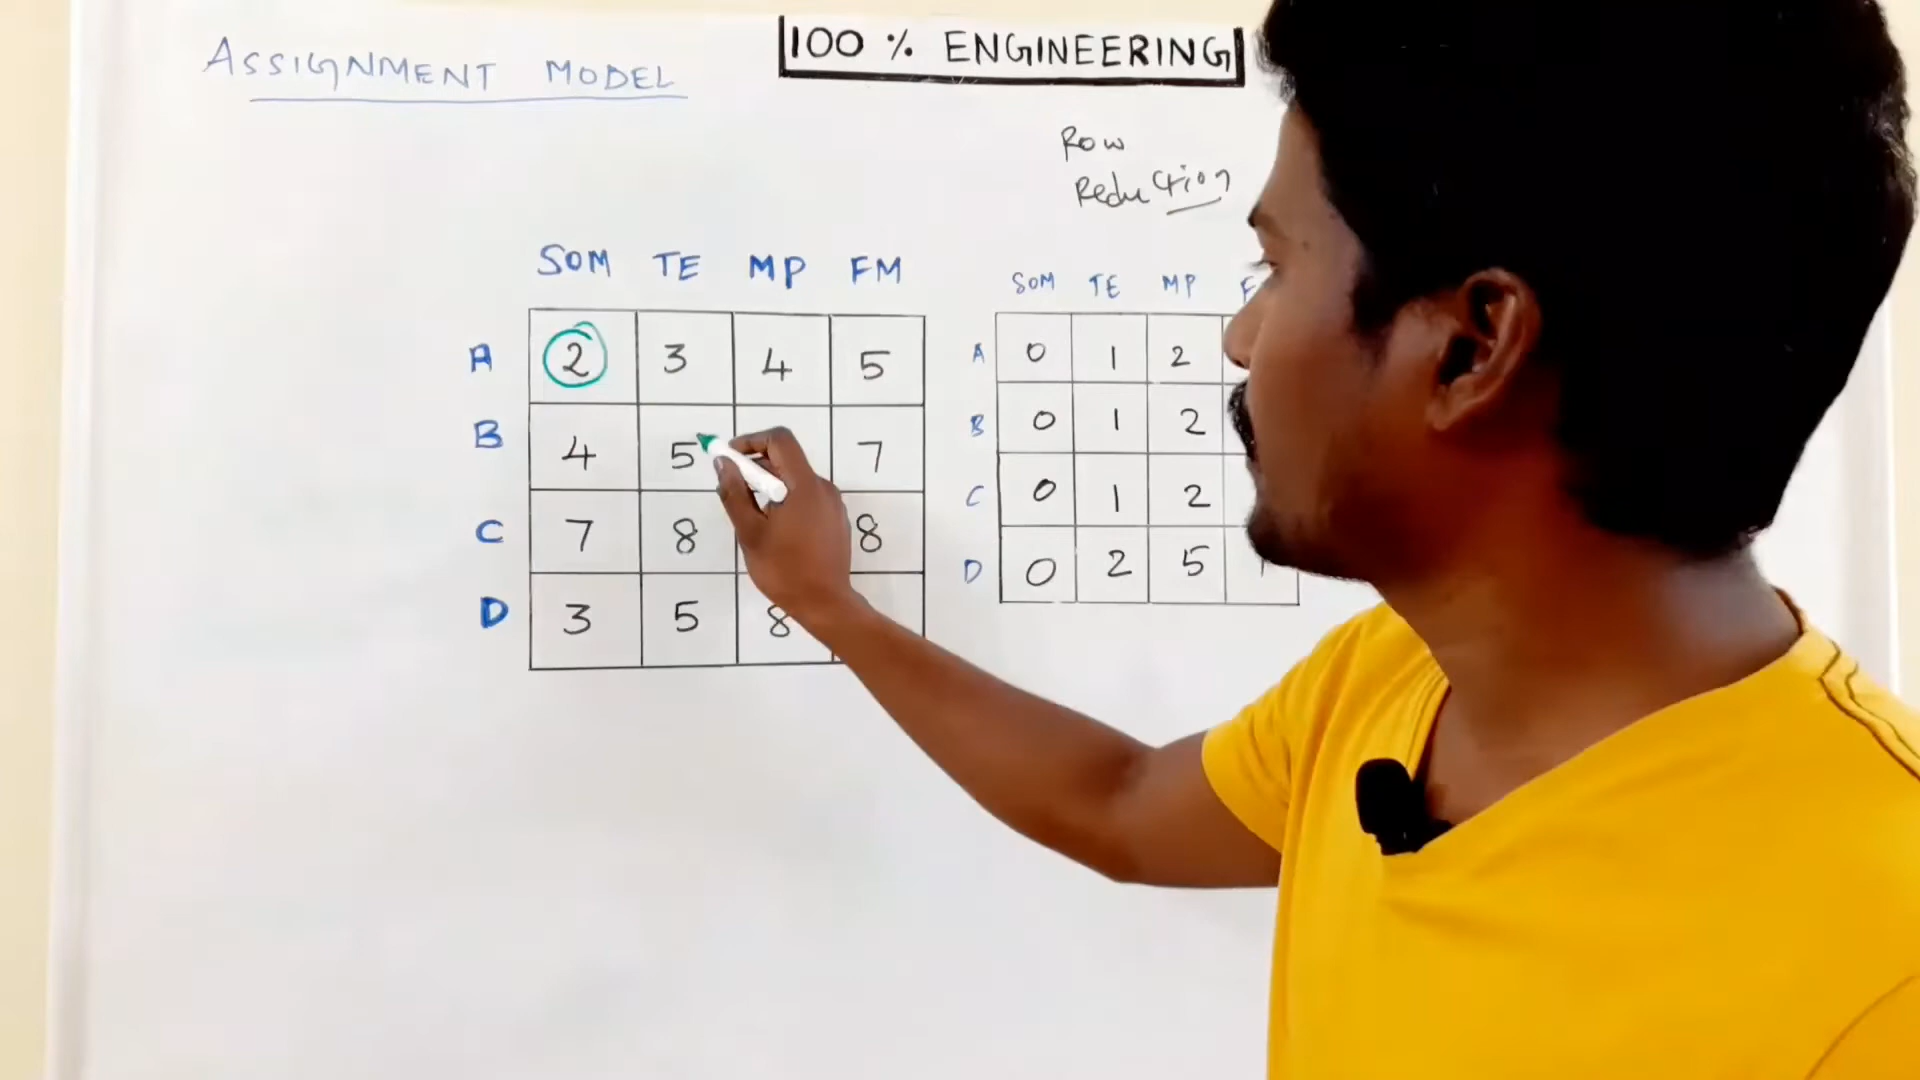 ASSIGNMENT MODEL
100 % ENGINEERING
Row
Reduction
SOM TE MP FM
A 2 3 4 5
B 4 5 7
C 7 8 8
D 3 5 8
SOM TE MP
A 0 1 2
B 0 1 2
C 0 1 2
D 0 2 5